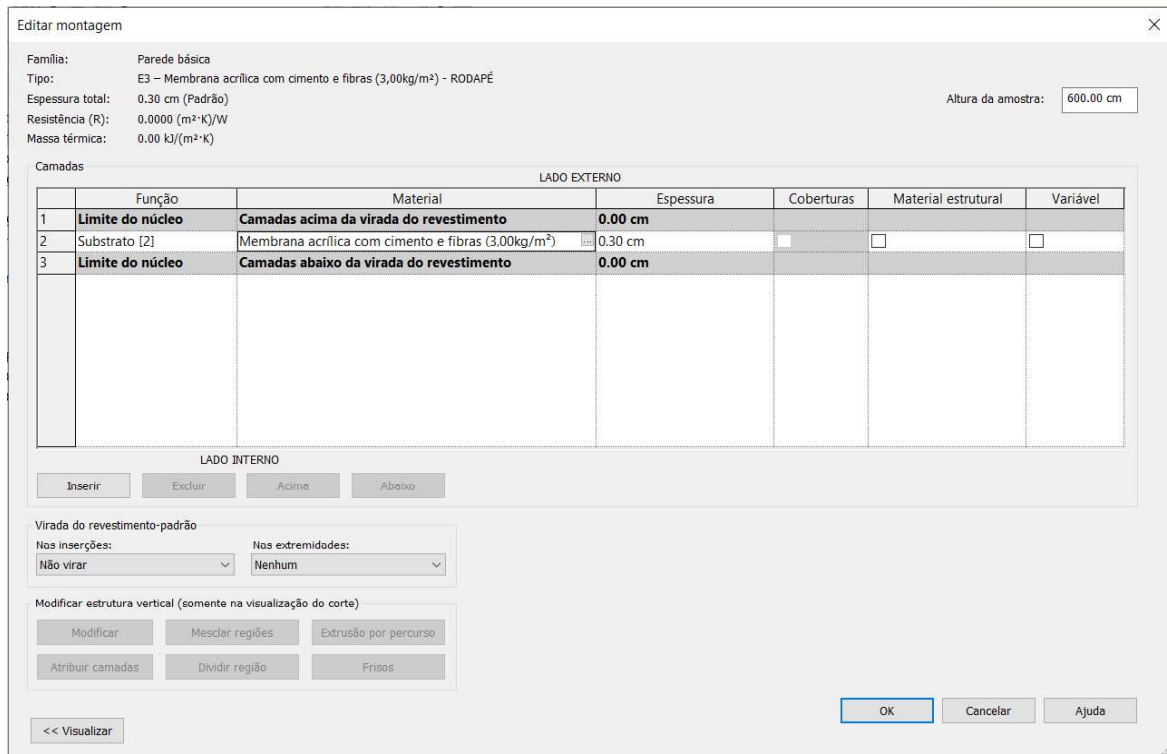 Editar montagem
Família: Parede básica
Tipo: E3 – Membrana acrílica com cimento e fibras (3,00kg/m²) - RODAPÉ
Espessura total: 0.30 cm (Padrão)
Altura da amostra: 600.00 cm
Resistência (R): 0.0000 (m²·K)/W
Massa térmica: 0.00 kJ/(m²·K)
Camadas
LADO EXTERNO
Função Material Espessura Coberturas Material estrutural Variável
1 Limite do núcleo Camadas acima da virada do revestimento 0.00 cm
2 Substrato [2] Membrana acrílica com cimento e fibras (3,00kg/m²) ... 0.30 cm
3 Limite do núcleo Camadas abaixo da virada do revestimento 0.00 cm
LADO INTERNO
Inserir Excluir Acima Abaixo
Virada do revestimento-padrão
Nas inserções: Nas extremidades:
Não virar Nenhum
Modificar estrutura vertical (somente na visualização do corte)
Modificar Mesclar regiões Extrusão por percurso
Atribuir camadas Dividir região Frisos
OK Cancelar Ajuda
<< Visualizar